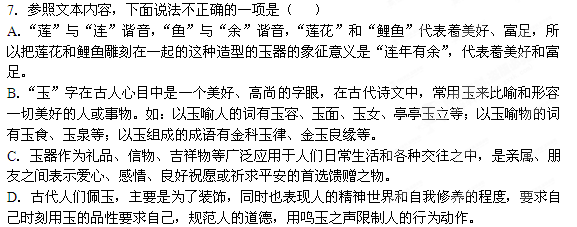 7. 参照文本内容，下面说法不正确的一项是（    ）
A.“莲”与“连”谐音，“鱼”与“余”谐音，“莲花”和“鲤鱼”代表着美好、富足，所
以把莲花和鲤鱼雕刻在一起的这种造型的玉器的象征意义是“连年有余”，代表着美好和富
足。
B.“玉”字在古人心目中是一个美好、高尚的字眼，在古代诗文中，常用玉来比喻和形容
一切美好的人或事物。如：以玉喻人的词有玉容、玉面、玉女、亭亭玉立等；以玉喻物的词
有玉食、玉泉等；以玉组成的成语有金科玉律、金玉良缘等。
C. 玉器作为礼品、信物、吉祥物等广泛应用于人们日常生活和各种交往之中，是亲属、朋
友之间表示爱心、感情、良好祝愿或祈求平安的首选馈赠之物。
D. 古代人们佩玉，主要是为了装饰，同时也表现人的精神世界和自我修养的程度，要求自
己时刻用玉的品性要求自己，规范人的道德，用鸣玉之声限制人的行为动作。